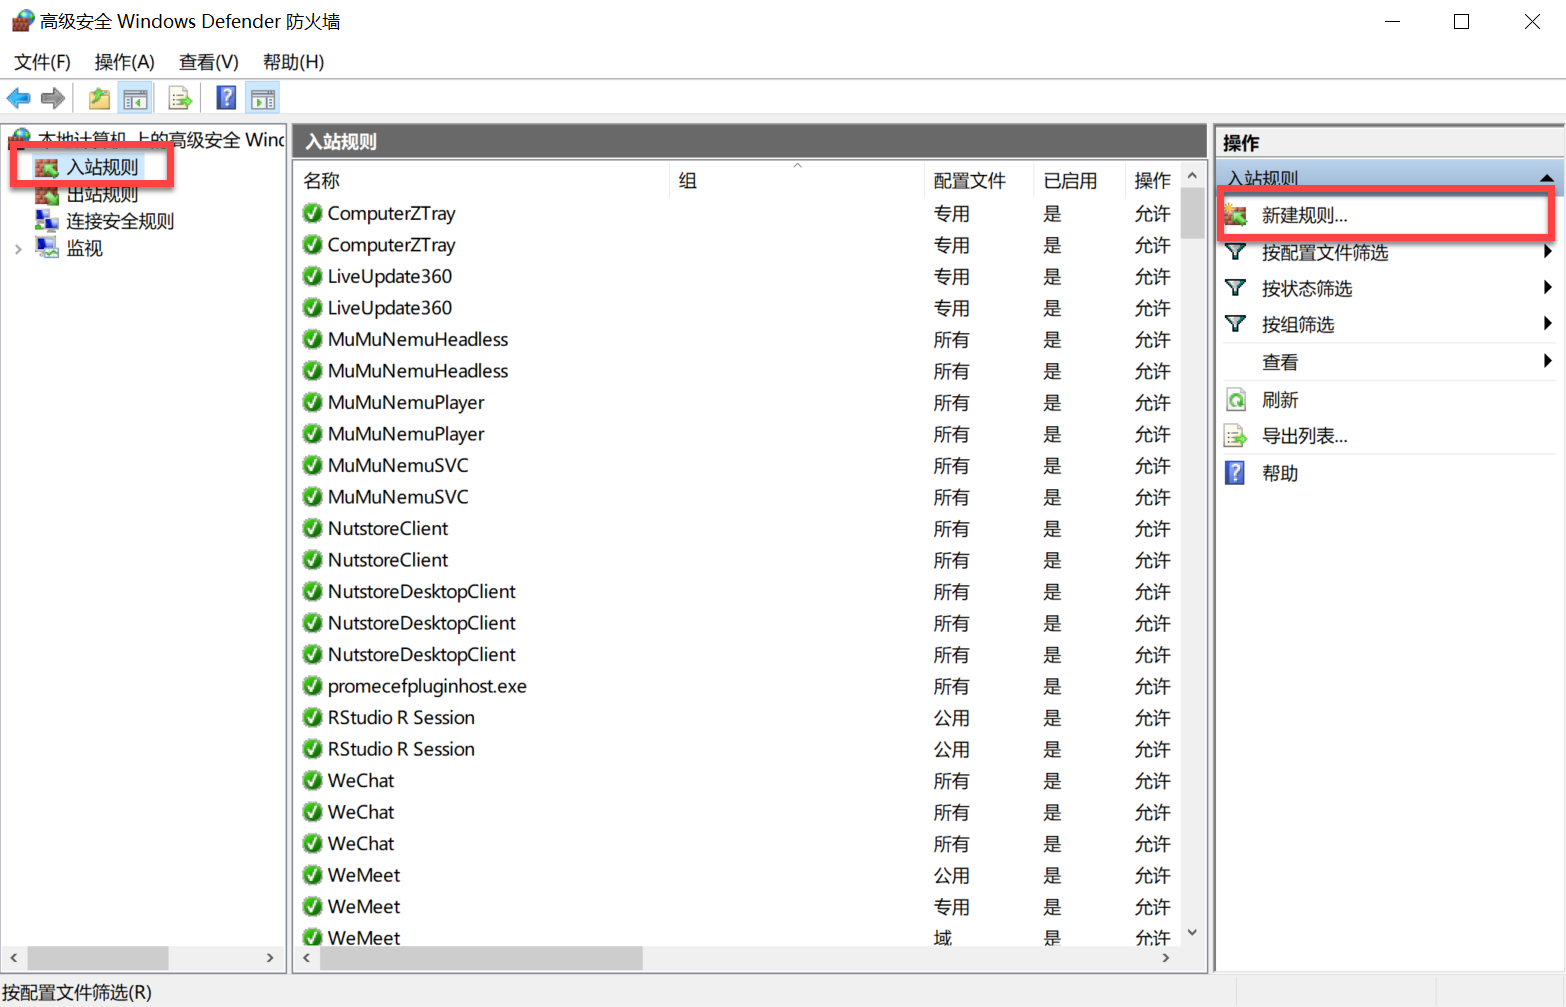 高级安全 Windows Defender 防火墙
文件(F) 操作(A) 查看(V) 帮助(H)
本地计算机 上的高级安全 Wind
入站规则
出站规则
连接安全规则
监视
入站规则
名称 组 配置文件 已启用 操作
ComputerZTray 专用 是 允许
ComputerZTray 专用 是 允许
LiveUpdate360 专用 是 允许
LiveUpdate360 专用 是 允许
MuMuNemuHeadless 所有 是 允许
MuMuNemuHeadless 所有 是 允许
MuMuNemuPlayer 所有 是 允许
MuMuNemuPlayer 所有 是 允许
MuMuNemuSVC 所有 是 允许
MuMuNemuSVC 所有 是 允许
NutstoreClient 所有 是 允许
NutstoreClient 所有 是 允许
NutstoreDesktopClient 所有 是 允许
NutstoreDesktopClient 所有 是 允许
NutstoreDesktopClient 所有 是 允许
promecefpluginhost.exe 所有 是 允许
RStudio R Session 公用 是 允许
RStudio R Session 公用 是 允许
WeChat 所有 是 允许
WeChat 所有 是 允许
WeChat 所有 是 允许
WeMeet 公用 是 允许
WeMeet 专用 是 允许
WeMeet 域 是 允许
操作
入站规则
新建规则...
按配置文件筛选
按状态筛选
按组筛选
查看
刷新
导出列表...
帮助
按配置文件筛选(R)